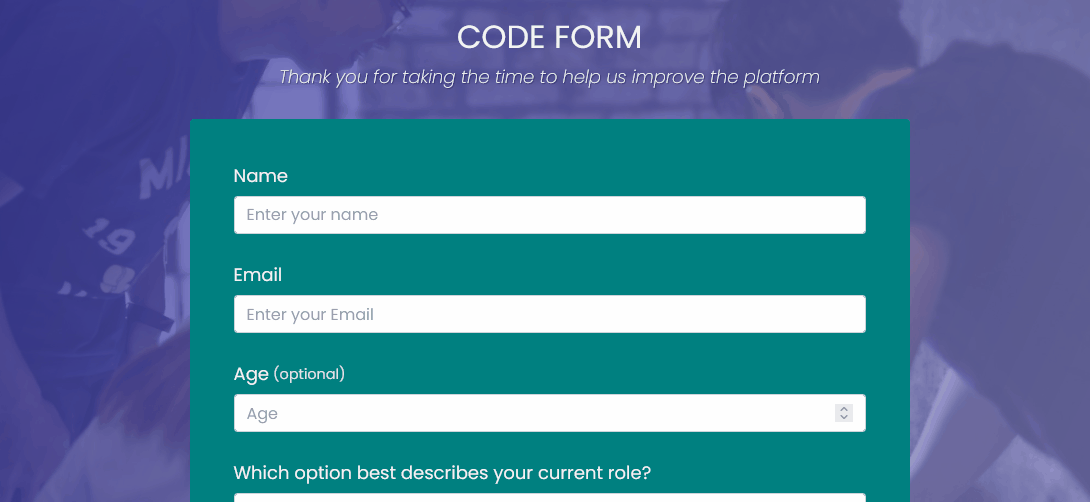 CODE FORM
Thank you for taking the time to help us improve the platform
Name
Enter your name
Email
Enter your Email
Age (optional)
Age
Which option best describes your current role?
19